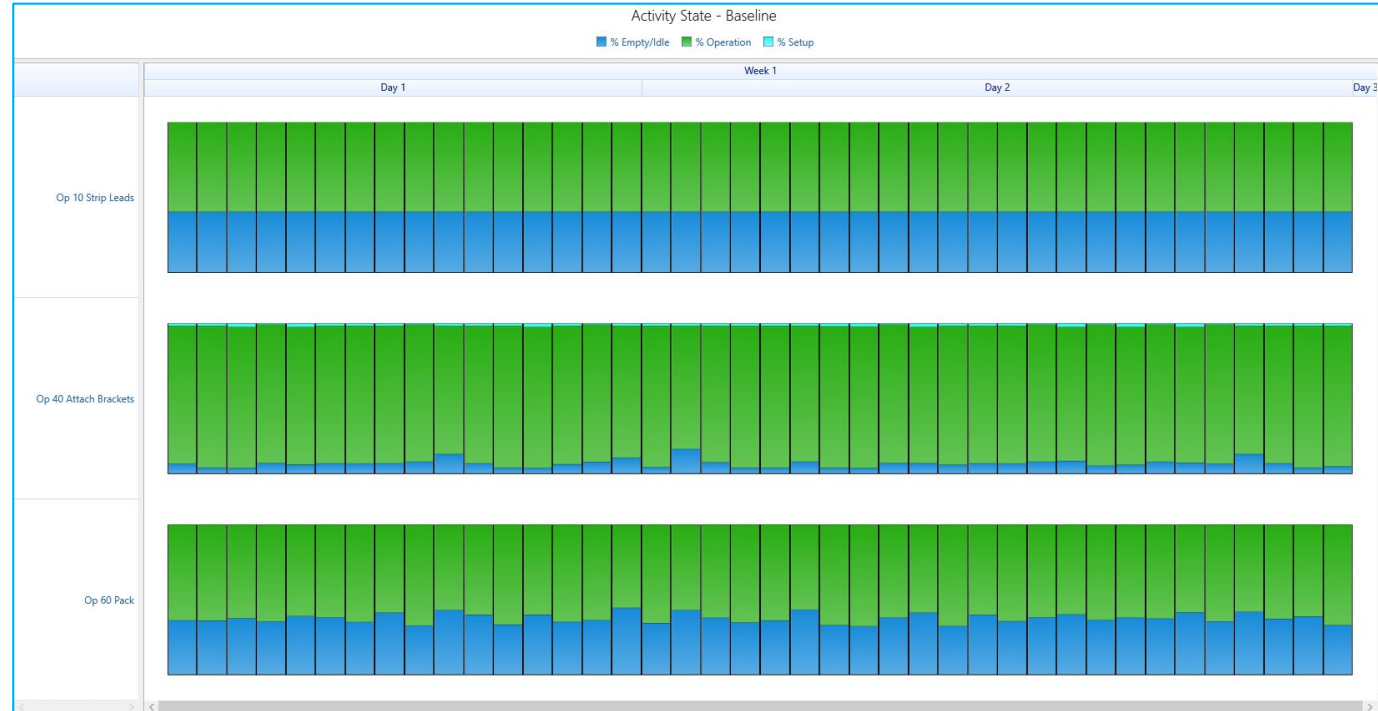 Activity State - Baseline
% Empty/Idle % Operation % Setup
Week 1
Day 1 Day 2 Day 3
Op 10 Strip Leads
Op 40 Attach Brackets
Op 60 Pack